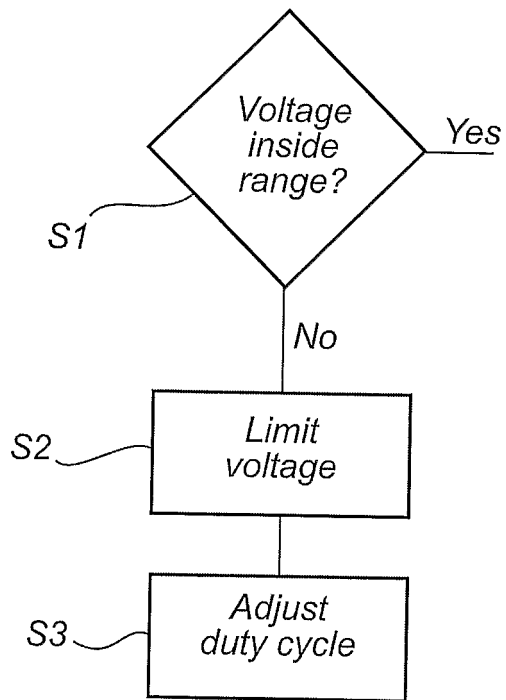 Voltage
inside
range?
Yes
S1
No
Limit
voltage
S2
Adjust
duty cycle
S3